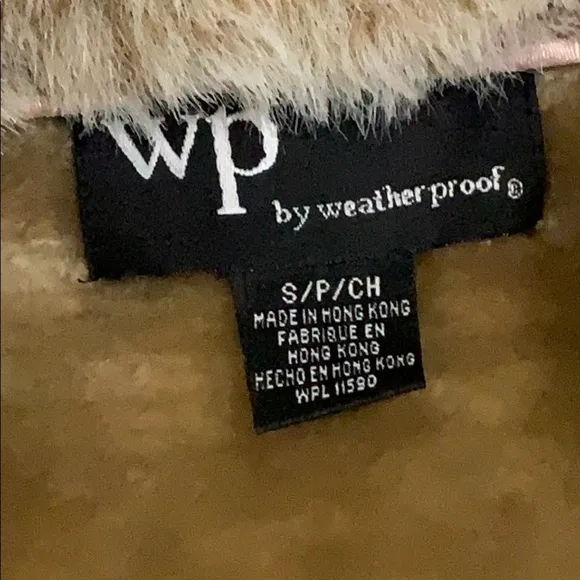 wp
by weatherproof®
S/P/CH
MADE IN HONG KONG
FABRIQUE EN
HONG KONG
HECHO EN HONG KONG
WPL 11590